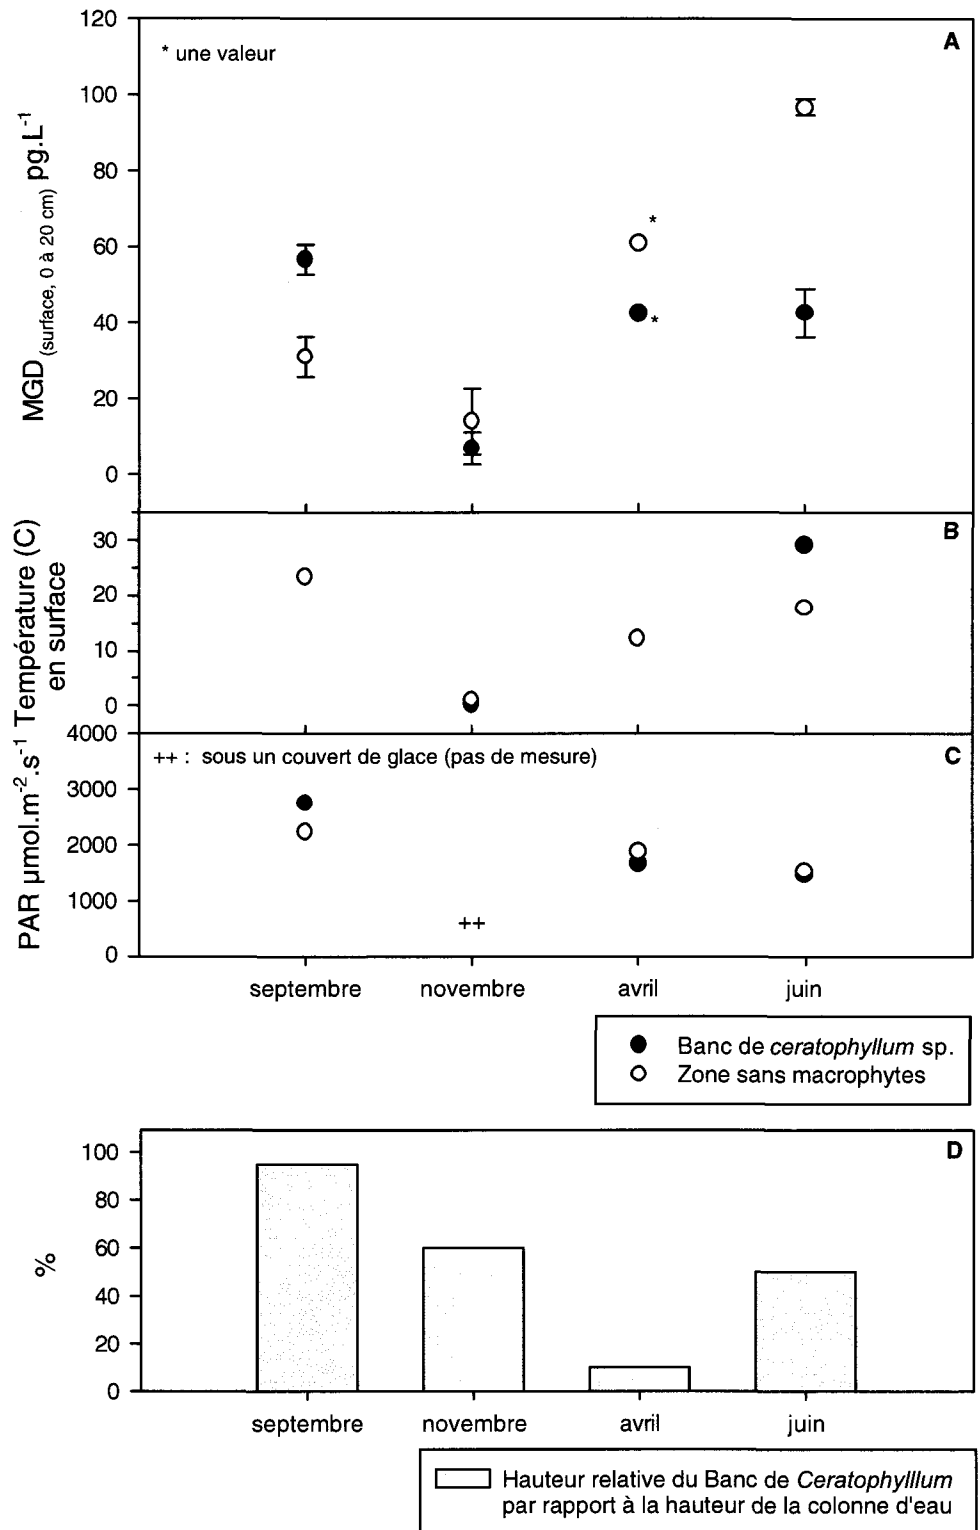 120
100
80
60
40
20
0
MGD (surface, 0 à 20 cm) pg.L-1
* une valeur
A
*
*
30
20
10
0
Température (C)
en surface
B
4000
3000
2000
1000
0
PAR µmol.m-2.s-1
++ : sous un couvert de glace (pas de mesure)
C
++
septembre novembre avril juin
Banc de ceratophyllum sp.
Zone sans macrophytes
100
80
60
40
20
0
%
D
septembre novembre avril juin
Hauteur relative du Banc de Ceratophylllum
par rapport à la hauteur de la colonne d'eau